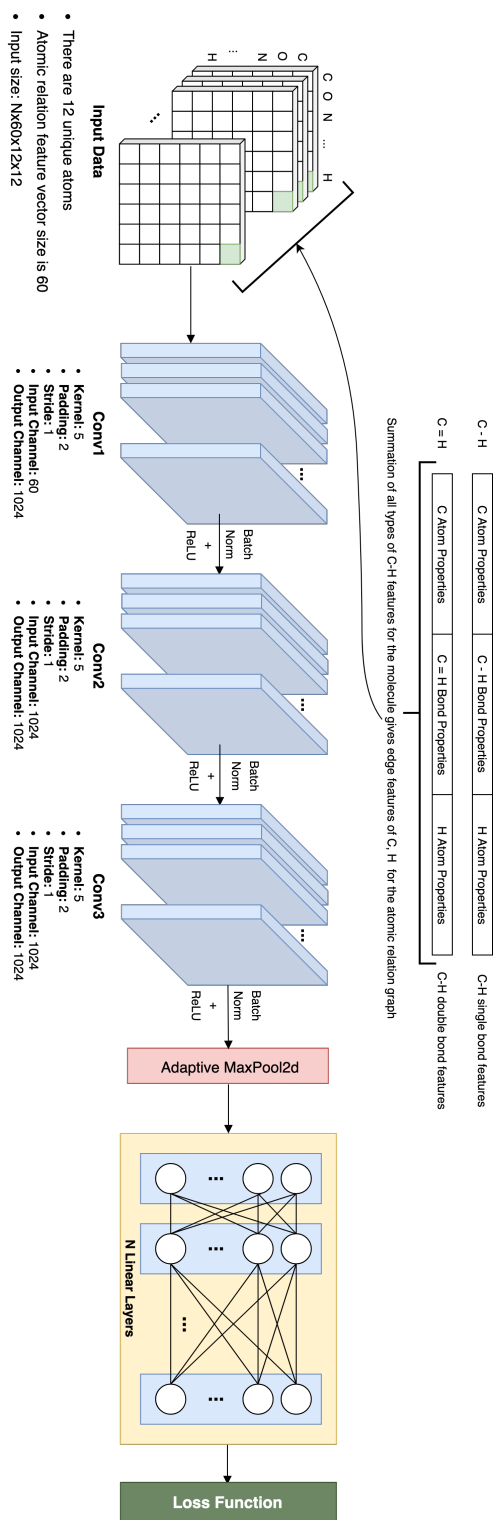 C - H
C Atom Properties
C - H Bond Properties
H Atom Properties
C-H single bond features
C = H
C Atom Properties
C = H Bond Properties
H Atom Properties
C-H double bond features
Summation of all types of C-H features for the molecule gives edge features of C, H for the atomic relation graph
C O N ... H
C
O
N
...
H
...
Input Data
• There are 12 unique atoms
• Atomic relation feature vector size is 60
• Input size: Nx60x12x12
...
Conv1
• Kernel: 5
• Padding: 2
• Stride: 1
• Input Channel: 60
• Output Channel: 1024
Batch
Norm
+
ReLU
...
Conv2
• Kernel: 5
• Padding: 2
• Stride: 1
• Input Channel: 1024
• Output Channel: 1024
Batch
Norm
+
ReLU
...
Conv3
• Kernel: 5
• Padding: 2
• Stride: 1
• Input Channel: 1024
• Output Channel: 1024
Batch
Norm
+
ReLU
Adaptive MaxPool2d
...
...
...
...
N Linear Layers
Loss Function